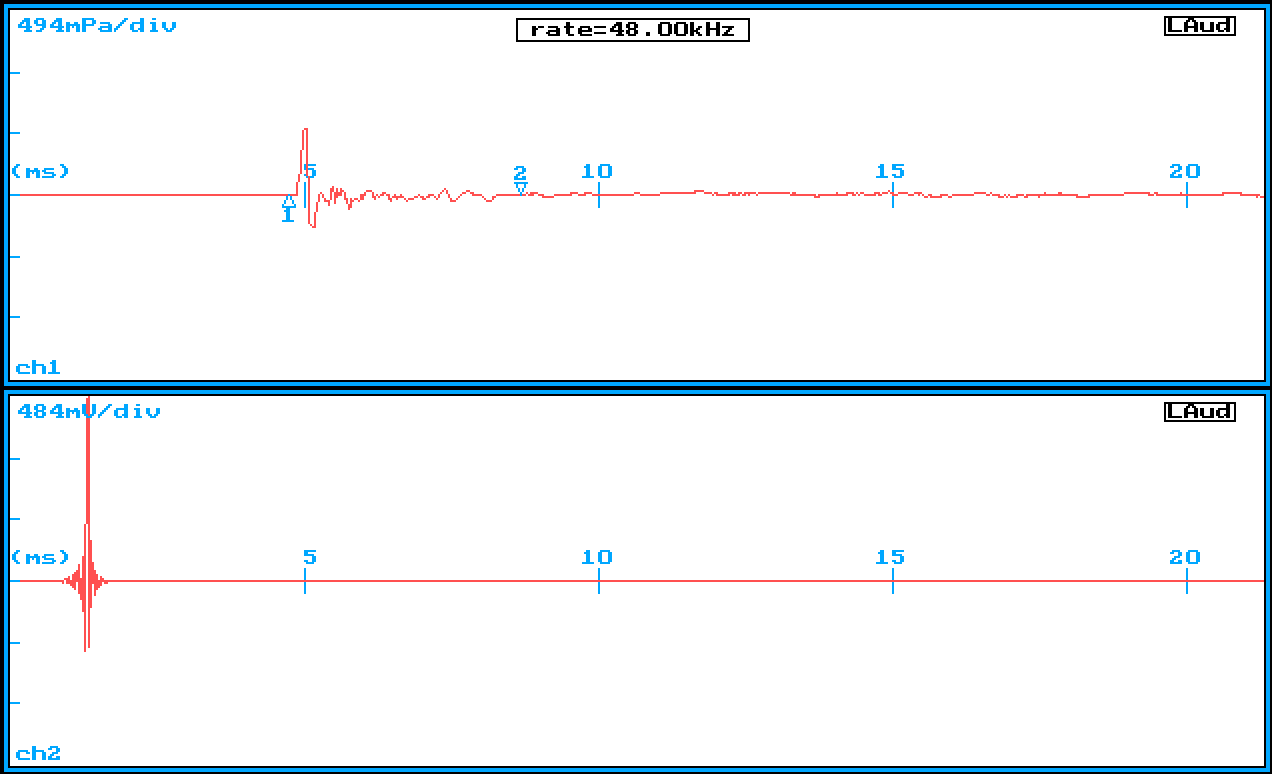 494mPa/div
rate=48.00kHz
LAud
(ms) 5 2 10 15 20
1
ch1
484mV/div
LAud
(ms) 5 10 15 20
ch2